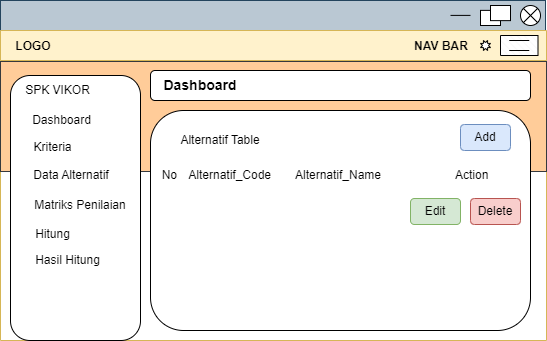 LOGO NAV BAR
SPK VIKOR
Dashboard
Kriteria
Data Alternatif
Matriks Penilaian
Hitung
Hasil Hitung
Dashboard
Alternatif Table Add
No Alternatif_Code Alternatif_Name Action
Edit Delete